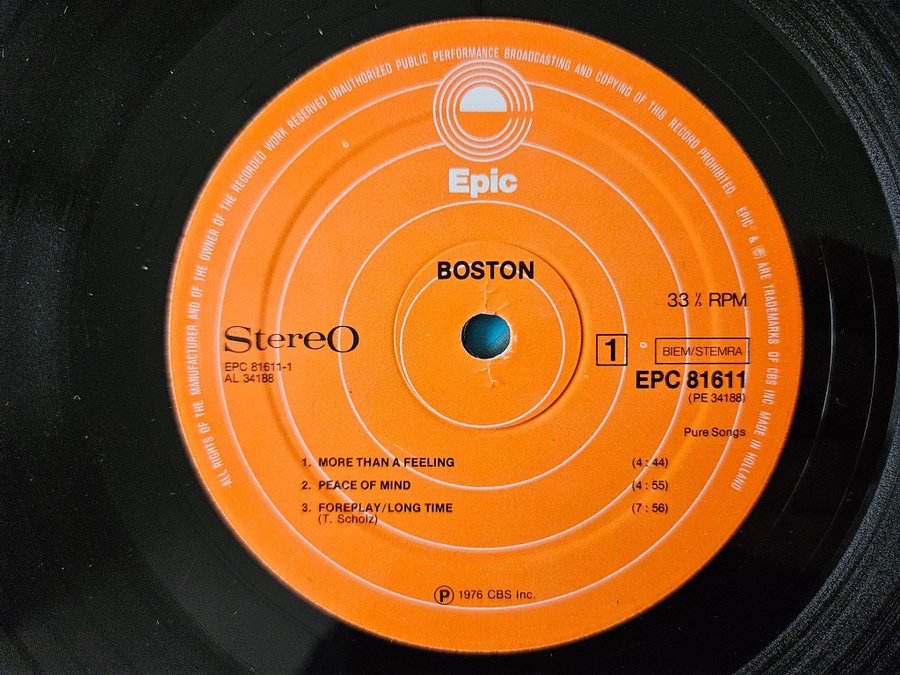 ALL RIGHTS OF THE MANUFACTURER AND OF THE OWNER OF THE RECORDED WORK RESERVED UNAUTHORIZED PUBLIC PERFORMANCE BROADCASTING AND COPYING OF THIS RECORD PROHIBITED
EPIC® & e ARE TRADEMARKS OF CBS INC MADE IN HOLLAND
Epic
BOSTON
33 ⅓ RPM
StereO
1
BIEM/STEMRA
EPC 81611-1
AL 34188
EPC 81611
(PE 34188)
Pure Songs
1. MORE THAN A FEELING (4 : 44)
2. PEACE OF MIND (4 : 55)
3. FOREPLAY/LONG TIME (7 : 56)
(T. Scholz)
Ⓟ 1976 CBS Inc.